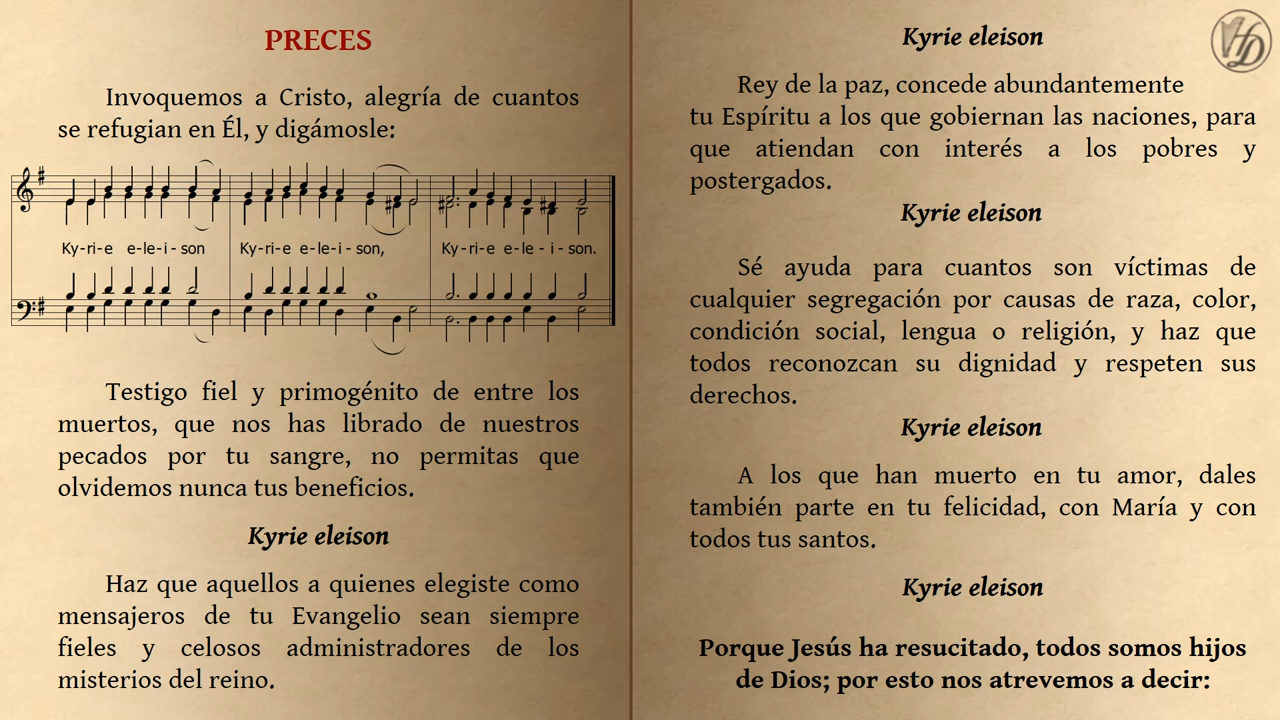 PRECES
Invoquemos a Cristo, alegría de cuantos
se refugian en Él, y digámosle:
Ky-ri-e e-le-i-son Ky-ri-e e-le-i-son, Ky-ri-e e-le-i-son.
Testigo fiel y primogénito de entre los
muertos, que nos has librado de nuestros
pecados por tu sangre, no permitas que
olvidemos nunca tus beneficios.
Kyrie eleison
Haz que aquellos a quienes elegiste como
mensajeros de tu Evangelio sean siempre
fieles y celosos administradores de los
misterios del reino.
Kyrie eleison
Rey de la paz, concede abundantemente
tu Espíritu a los que gobiernan las naciones, para
que atiendan con interés a los pobres y
postergados.
Kyrie eleison
Sé ayuda para cuantos son víctimas de
cualquier segregación por causas de raza, color,
condición social, lengua o religión, y haz que
todos reconozcan su dignidad y respeten sus
derechos.
Kyrie eleison
A los que han muerto en tu amor, dales
también parte en tu felicidad, con María y con
todos tus santos.
Kyrie eleison
Porque Jesús ha resucitado, todos somos hijos
de Dios; por esto nos atrevemos a decir:
HD